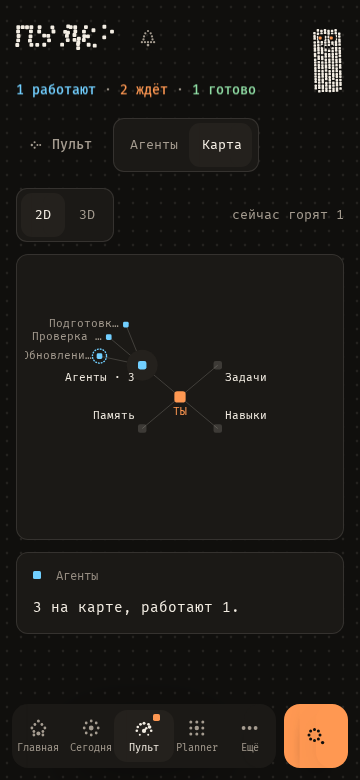 ПУЛЬТ
1 работают · 2 ждёт · 1 готово
Пульт
Агенты
Карта
2D
3D
сейчас горят 1
Подготовк…
Проверка …
Обновлени…
Агенты · 3
Задачи
ТЫ
Память
Навыки
Агенты
3 на карте, работают 1.
Главная
Сегодня
Пульт
Planner
Ещё